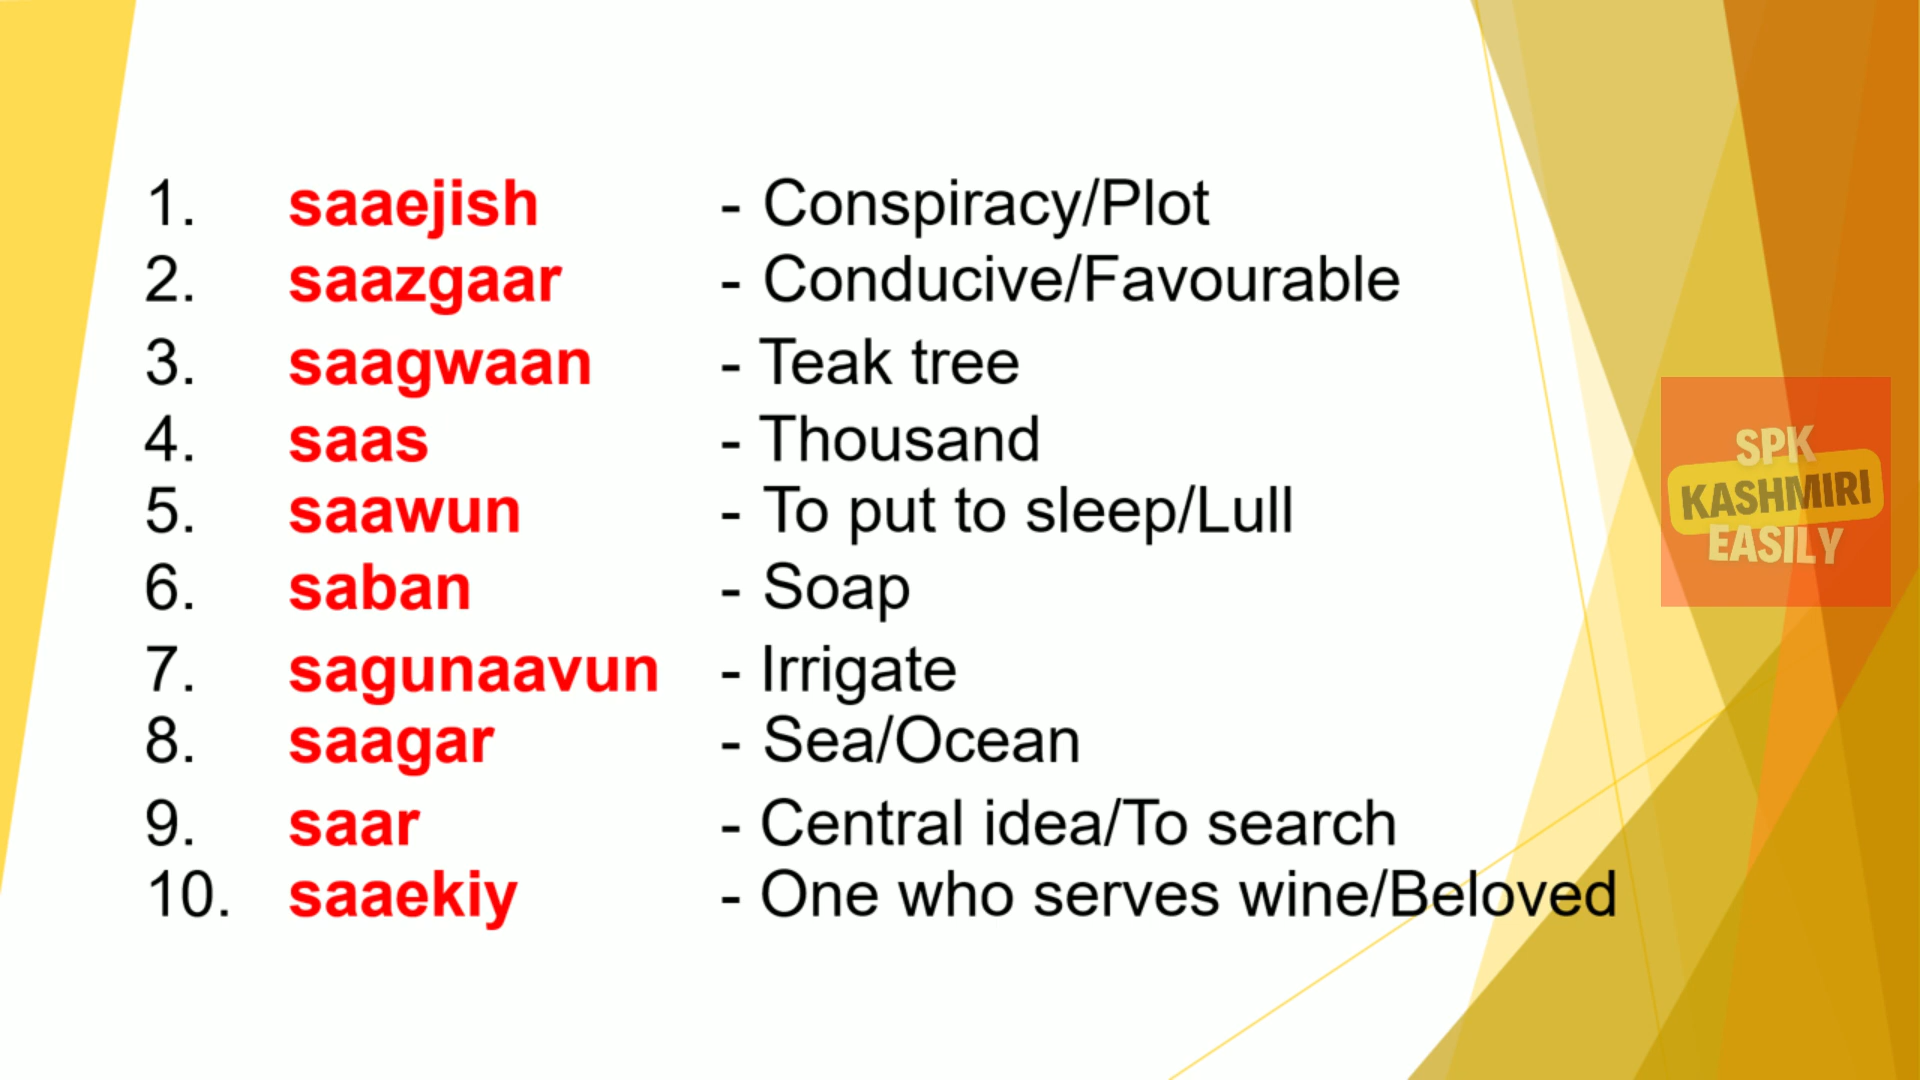 1. saaejish - Conspiracy/Plot
2. saazgaar - Conducive/Favourable
3. saagwaan - Teak tree
4. saas - Thousand
5. saawun - To put to sleep/Lull
6. saban - Soap
7. sagunaavun - Irrigate
8. saagar - Sea/Ocean
9. saar - Central idea/To search
10. saaekiy - One who serves wine/Beloved
SPK
KASHMIRI
EASILY